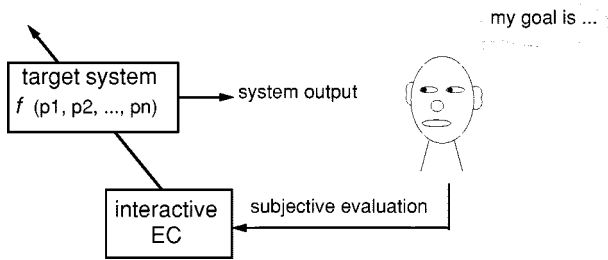 my goal is ...
target system
f (p1, p2, ..., pn)
system output
interactive
EC
subjective evaluation